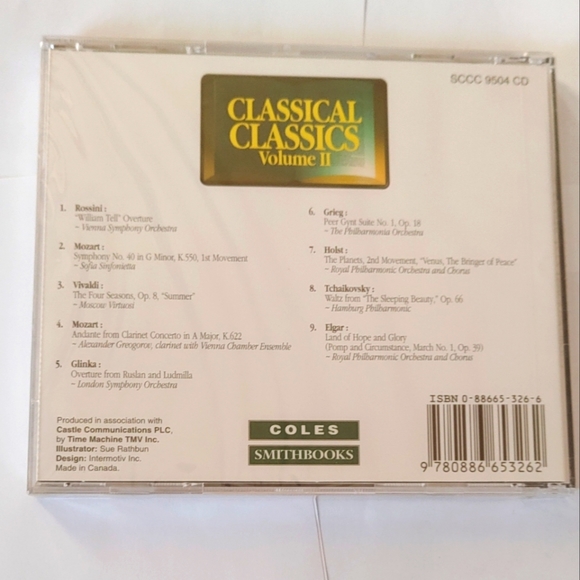 SCCC 9504 CD
CLASSICAL
CLASSICS
Volume II
1. Rossini :
"William Tell" Overture
– Vienna Symphony Orchestra
2. Mozart :
Symphony No. 40 in G Minor, K.550, 1st Movement
– Sofia Sinfonietta
3. Vivaldi :
The Four Seasons, Op. 8, "Summer"
– Moscow Virtuosi
4. Mozart :
Andante from Clarinet Concerto in A Major, K.622
– Alexander Gregoroir, clarinet with Vienna Chamber Ensemble
5. Glinka :
Overture from Ruslan and Ludmilla
– London Symphony Orchestra
6. Grieg :
Peer Gynt Suite No. 1, Op. 18
– The Philharmonia Orchestra
7. Holst :
The Planets, 2nd Movement, "Venus, The Bringer of Peace"
– Royal Philharmonic Orchestra and Chorus
8. Tchaikovsky :
Waltz from "The Sleeping Beauty," Op. 66
– Hamburg Philharmonic
9. Elgar :
Land of Hope and Glory
(Pomp and Circumstance, March No. 1, Op. 39)
– Royal Philharmonic Orchestra and Chorus
Produced in association with
Castle Communications PLC,
by Time Machine TMV Inc.
Illustrator: Sue Rathbun
Design: Intermotiv Inc.
Made in Canada.
COLES
SMITHBOOKS
ISBN 0-88665-326-6
9 780886 653262